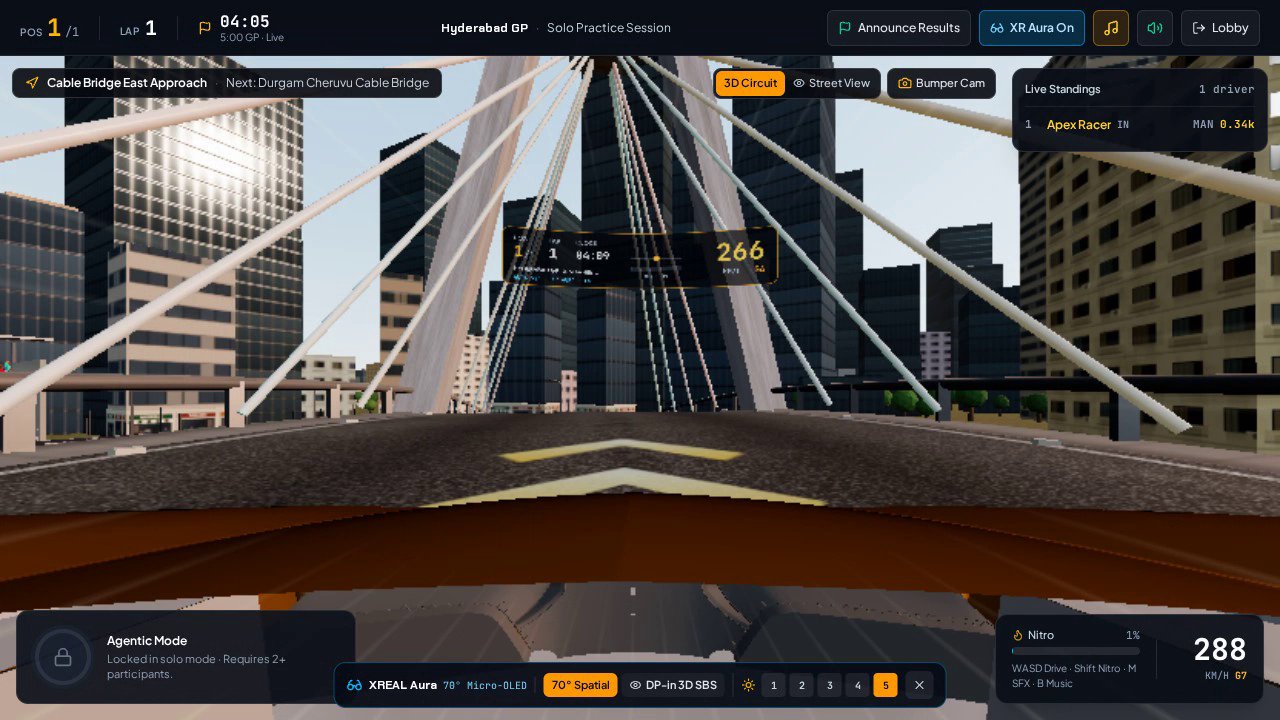 POS 1 /1
LAP 1
04:05
5:00 GP · Live
Hyderabad GP · Solo Practice Session
Announce Results
XR Aura On
Lobby
Cable Bridge East Approach · Next: Durgam Cheruvu Cable Bridge
3D Circuit
Street View
Bumper Cam
Live Standings 1 driver
1 Apex Racer IN MAN 0.34k
1 1 04:09
266
KM/H
Agentic Mode
Locked in solo mode · Requires 2+
participants.
XREAL Aura 70° Micro-OLED
70° Spatial
DP-in 3D SBS
1 2 3 4 5
Nitro 1%
WASD Drive · Shift Nitro · M
SFX · B Music
288
KM/H G7